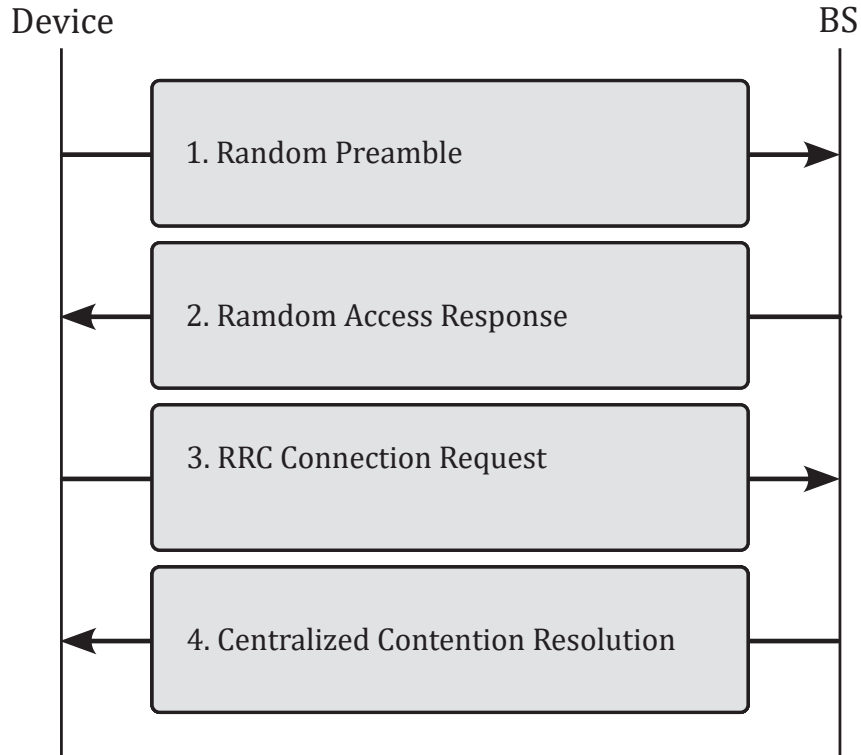 Device
BS
1. Random Preamble
2. Ramdom Access Response
3. RRC Connection Request
4. Centralized Contention Resolution